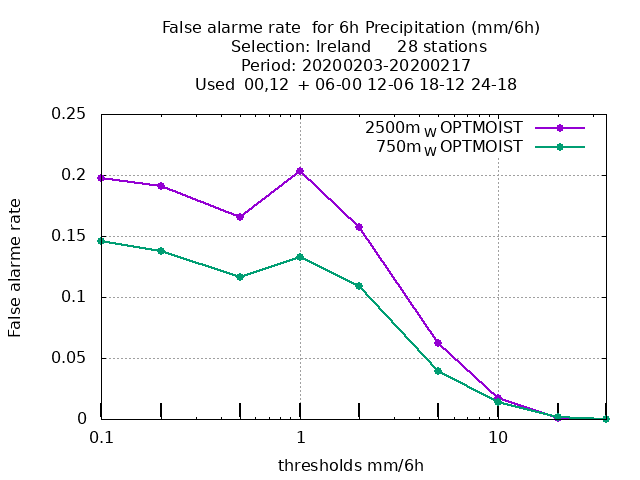 False alarme rate  for 6h Precipitation (mm/6h)
Selection: Ireland     28 stations
Period: 20200203-20200217
Used  00,12  + 06-00 12-06 18-12 24-18
0.25
2500m W OPTMOIST
750m W OPTMOIST
0.2
0.15
0.1
0.05
0
False alarme rate
0.1
1
10
thresholds mm/6h